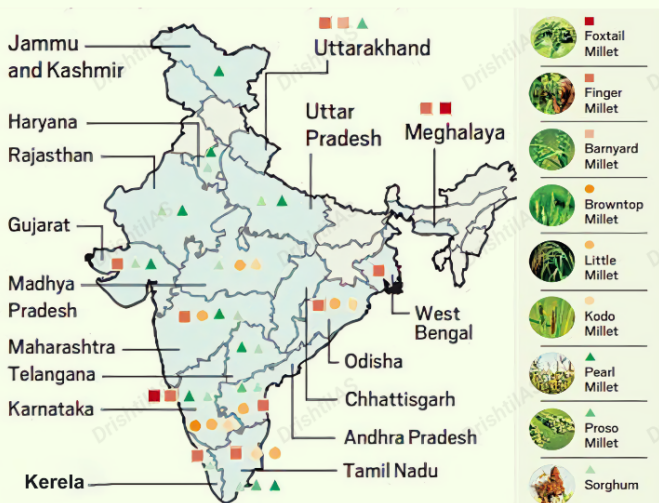 Jammu
and Kashmir
Uttarakhand
Haryana
Uttar
Pradesh
Meghalaya
Rajasthan
Gujarat
Madhya
Pradesh
West
Bengal
Maharashtra
Odisha
Telangana
Chhattisgarh
Karnataka
Andhra Pradesh
Tamil Nadu
Kerela
Foxtail
Millet
Finger
Millet
Barnyard
Millet
Browntop
Millet
Little
Millet
Kodo
Millet
Pearl
Millet
Proso
Millet
Sorghum
DrishtiIAS